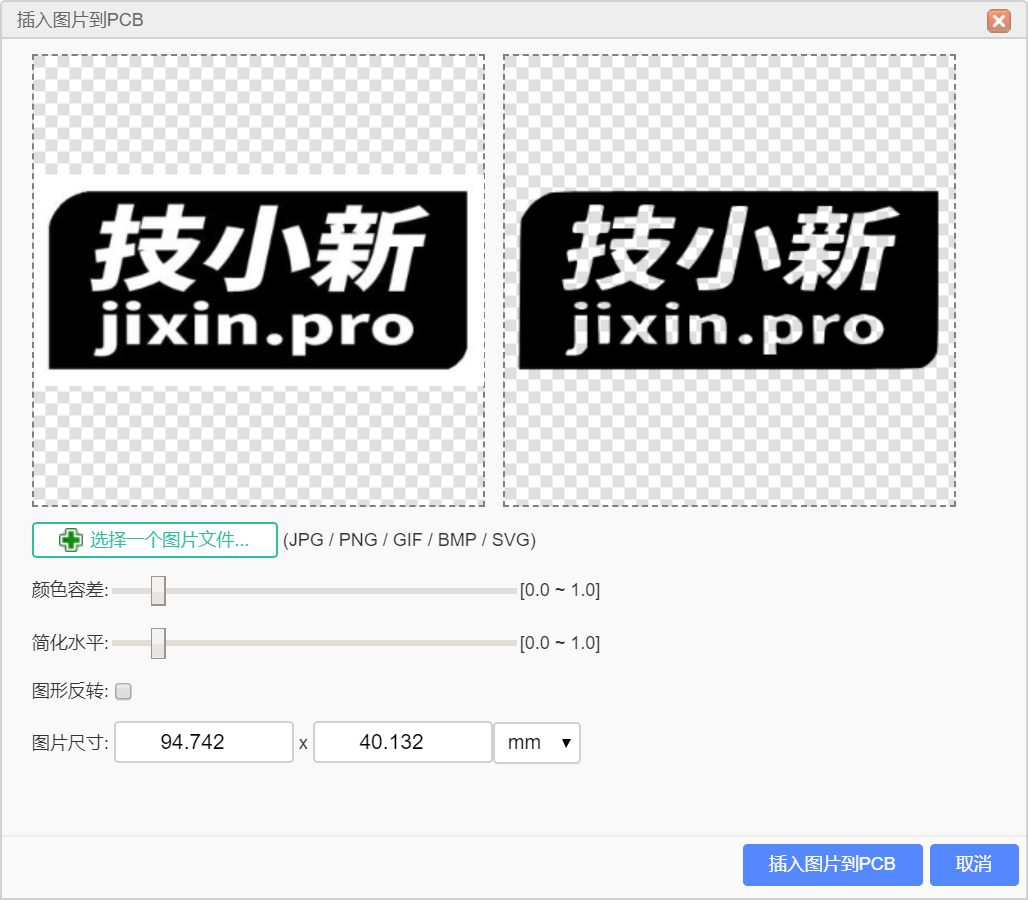 插入图片到PCB
技小新
jixin.pro
技小新
jixin.pro
选择一个图片文件... (JPG / PNG / GIF / BMP / SVG)
颜色容差: [0.0 ~ 1.0]
简化水平: [0.0 ~ 1.0]
图形反转:
图片尺寸: 94.742 x 40.132 mm
插入图片到PCB 取消